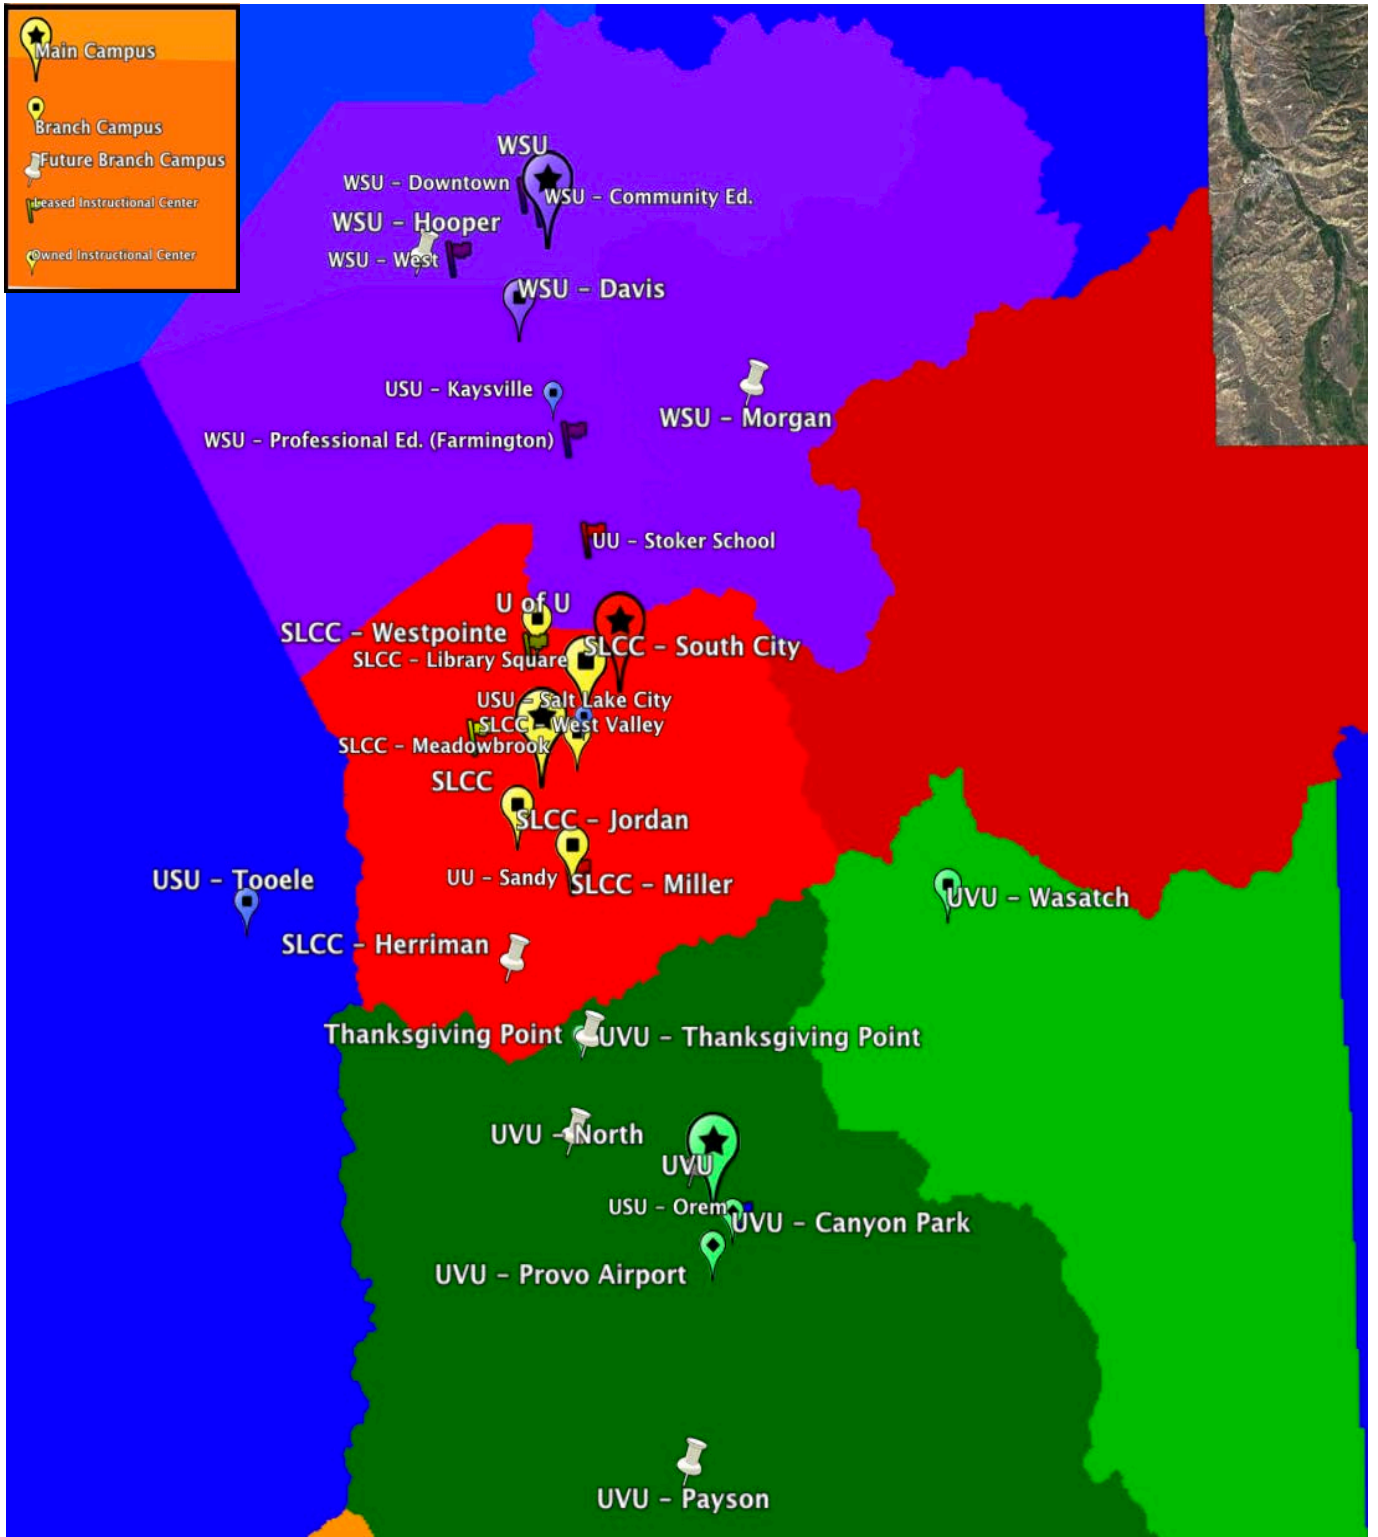 Main Campus
Branch Campus
Future Branch Campus
Leased Instructional Center
Owned Instructional Center
WSU
WSU – Downtown
WSU – Community Ed.
WSU – Hooper
WSU – West
WSU – Davis
USU – Kaysville
WSU – Morgan
WSU – Professional Ed. (Farmington)
UU – Stoker School
U of U
SLCC – Westpointe
SLCC – South City
SLCC – Library Square
USU – Salt Lake City
SLCC – West Valley
SLCC – Meadowbrook
SLCC
SLCC – Jordan
USU – Tooele
UU – Sandy
SLCC – Miller
UVU – Wasatch
SLCC – Herriman
Thanksgiving Point
UVU – Thanksgiving Point
UVU – North
UVU
USU – Orem
UVU – Canyon Park
UVU – Provo Airport
UVU – Payson